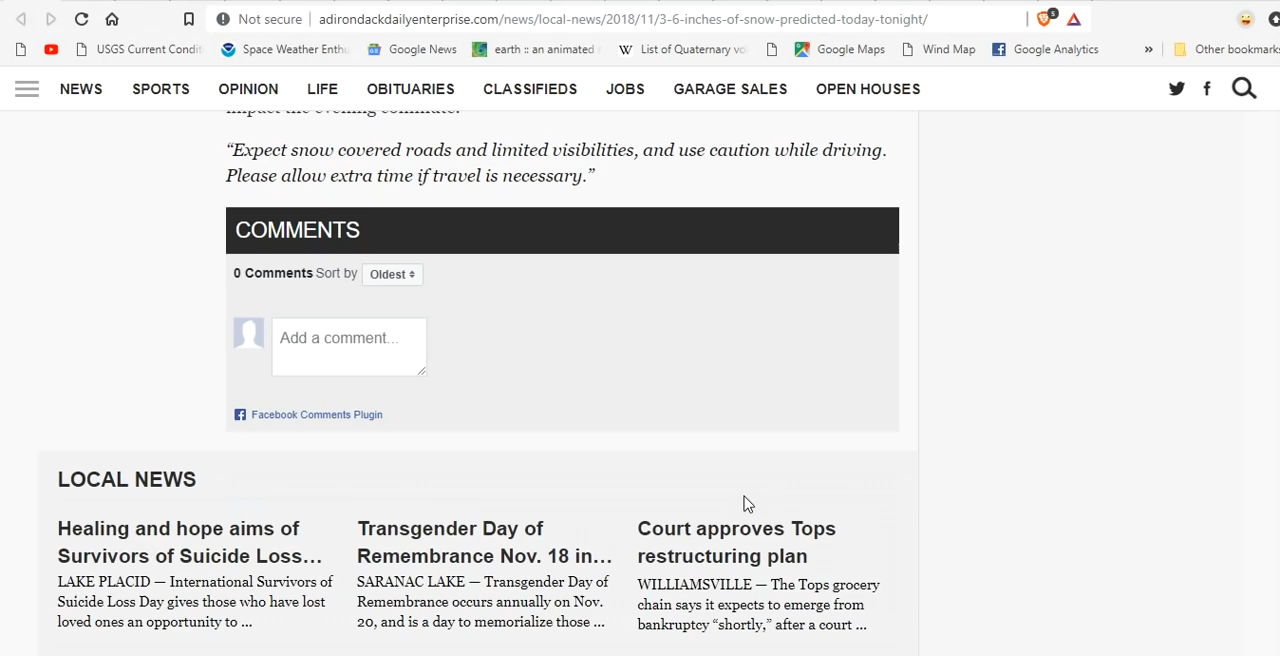 Not secure | adirondackdailyenterprise.com/news/local-news/2018/11/3-6-inches-of-snow-predicted-today-tonight/
5
USGS Current Condit Space Weather Enthu Google News earth :: an animated List of Quaternary vo Google Maps Wind Map Google Analytics » Other bookmarks
NEWS SPORTS OPINION LIFE OBITUARIES CLASSIFIEDS JOBS GARAGE SALES OPEN HOUSES
impact the evening commute.
“Expect snow covered roads and limited visibilities, and use caution while driving.
Please allow extra time if travel is necessary.”
COMMENTS
0 Comments Sort by Oldest
Add a comment...
Facebook Comments Plugin
LOCAL NEWS
Healing and hope aims of
Survivors of Suicide Loss...
LAKE PLACID — International Survivors of
Suicide Loss Day gives those who have lost
loved ones an opportunity to ...
Transgender Day of
Remembrance Nov. 18 in...
SARANAC LAKE — Transgender Day of
Remembrance occurs annually on Nov.
20, and is a day to memorialize those ...
Court approves Tops
restructuring plan
WILLIAMSVILLE — The Tops grocery
chain says it expects to emerge from
bankruptcy “shortly,” after a court ...